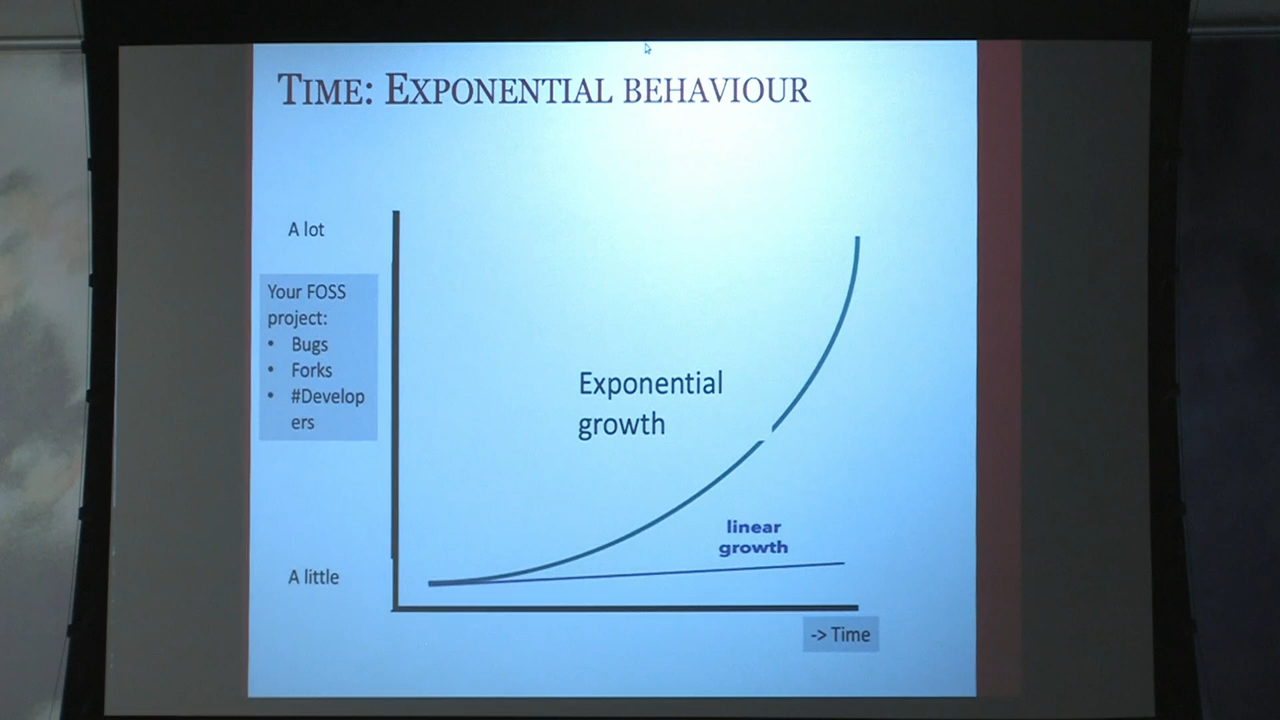 TIME: EXPONENTIAL BEHAVIOUR
A lot
Your FOSS
project:
• Bugs
• Forks
• #Develop
ers
Exponential
growth
linear
growth
A little
-> Time